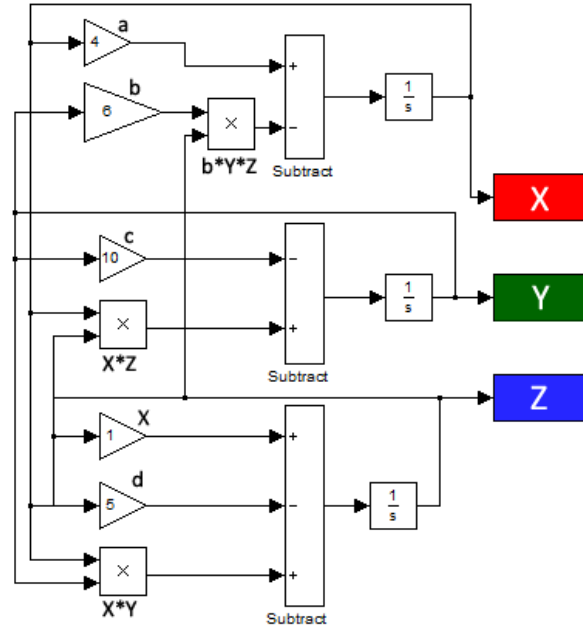 a
4
+
b
6
×
−
1
s
b*Y*Z
Subtract
X
c
10
−
×
+
1
s
Y
X*Z
Subtract
Z
X
1
+
d
5
−
1
s
×
+
X*Y
Subtract